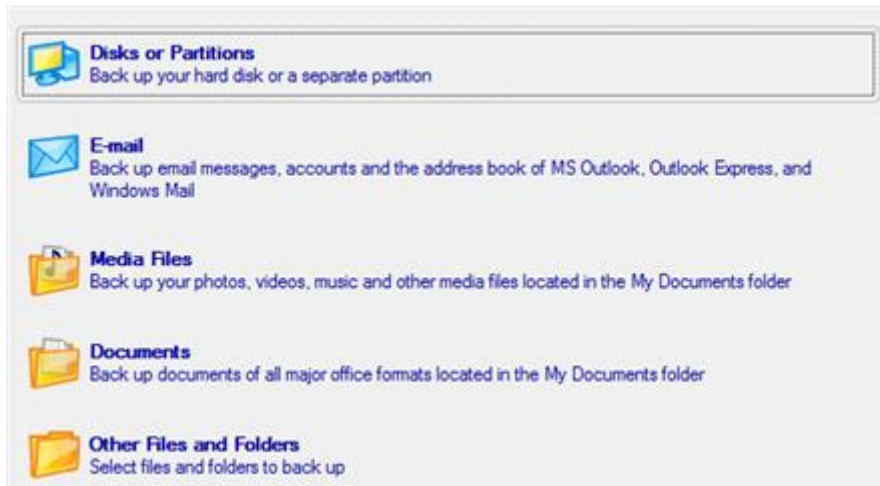 Disks or Partitions
Back up your hard disk or a separate partition
E-mail
Back up email messages, accounts and the address book of MS Outlook, Outlook Express, and
Windows Mail
Media Files
Back up your photos, videos, music and other media files located in the My Documents folder
Documents
Back up documents of all major office formats located in the My Documents folder
Other Files and Folders
Select files and folders to back up